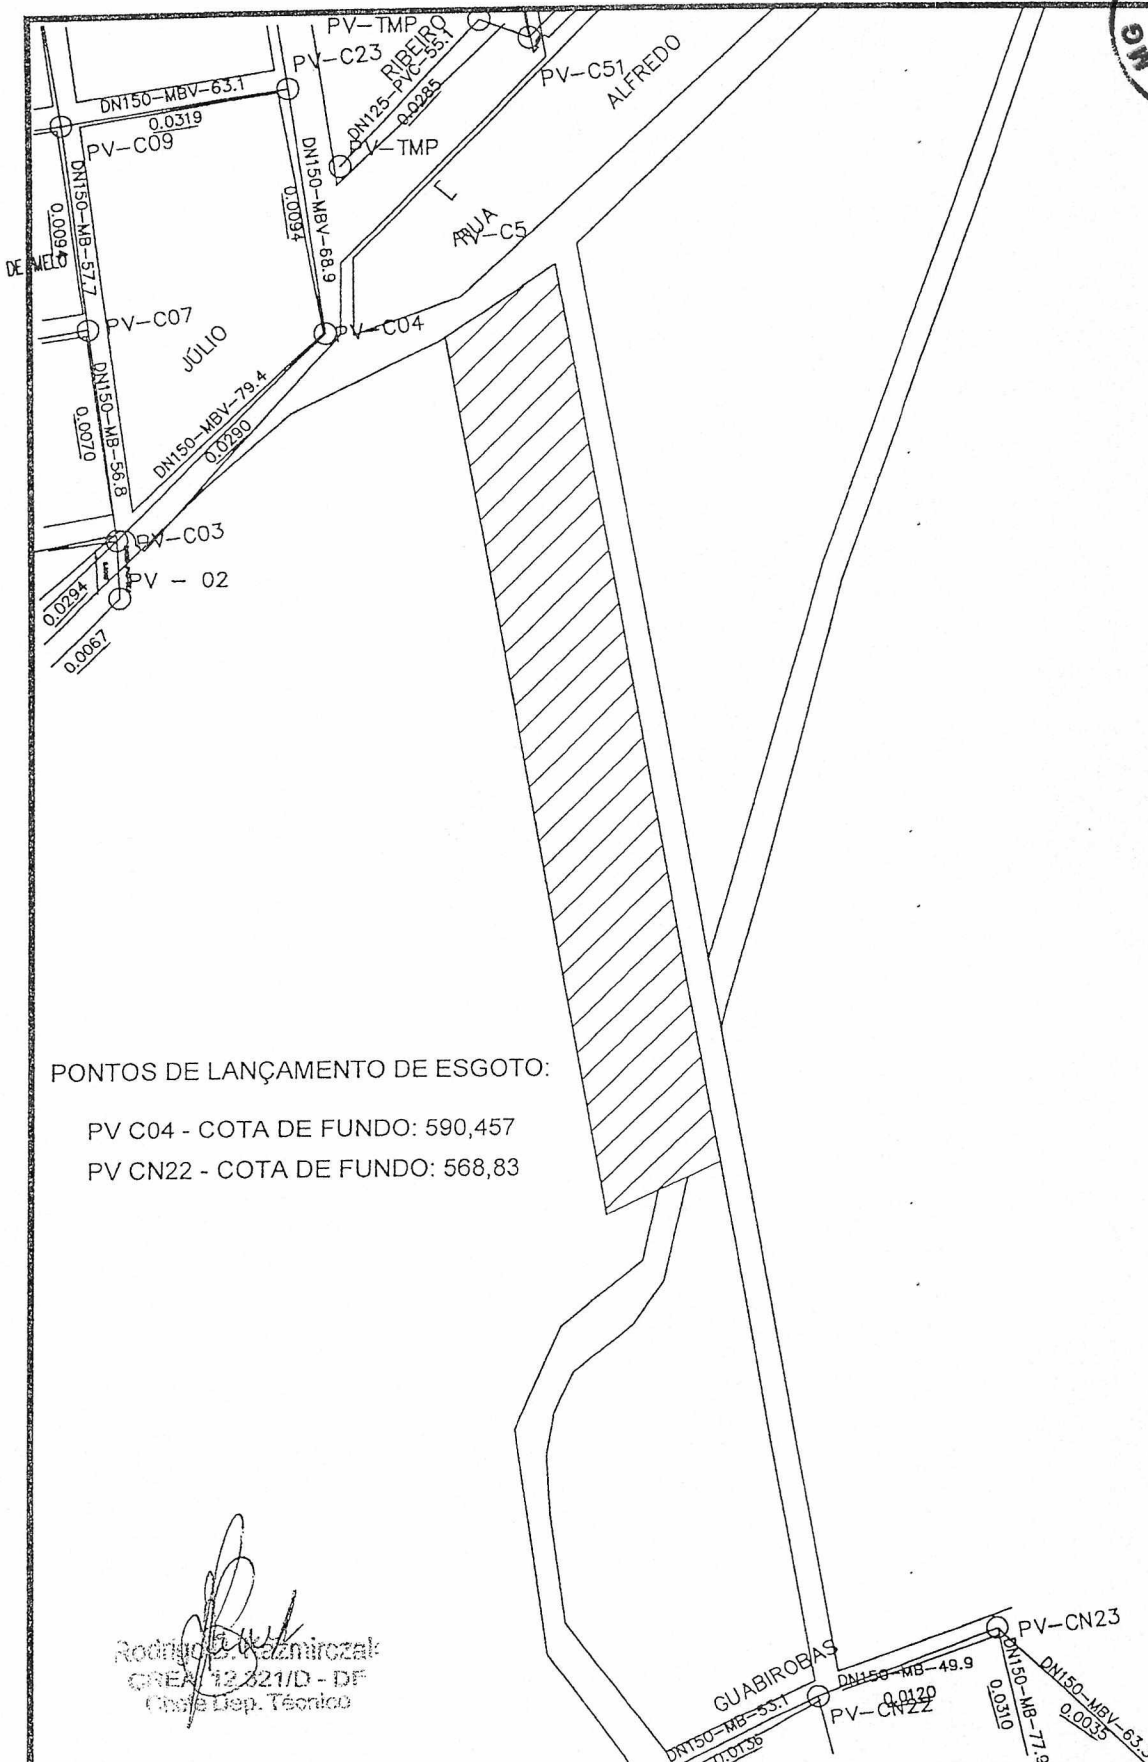 MG
PV-TMP
PV-C23
RIBEIRO
DN125-PVC-55.1
0.0285
PV-C51
ALFREDO
DN150-MBV-63.1
0.0319
PV-C09
PV-TMP
DN150-MB-57.7
0.0094
DN150-MBV-68.9
0.0094
RUA
PV-C5
DE MELO
PV-C07
JÚLIO
PV-C04
DN150-MBV-79.4
0.0290
DN150-MB-56.8
0.0070
PV-C03
PV - 02
0.0294
0.0067
PONTOS DE LANÇAMENTO DE ESGOTO:
PV C04 - COTA DE FUNDO: 590,457
PV CN22 - COTA DE FUNDO: 568,83
Rodrigo Kazmirczak
CREA 12.321/D - DF
Chefe Dep. Técnico
PV-CN23
GUABIROBAS
DN150-MB-49.9
0.0120
PV-CN22
DN150-MB-53.1
0.0136
DN150-MB-77.9
0.0310
DN150-MBV-63.
0.0035